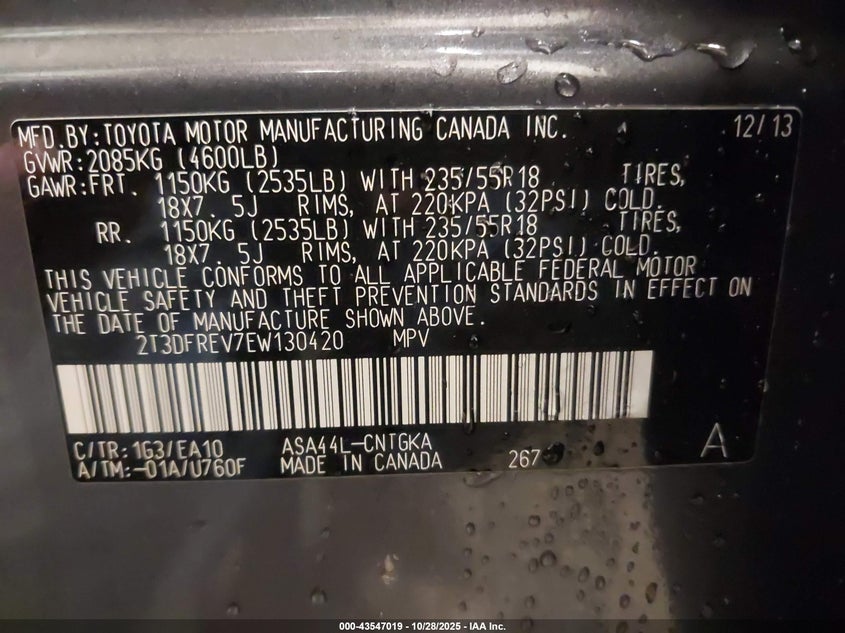 MFD.BY:TOYOTA MOTOR MANUFACTURING CANADA INC. 12/13
GVWR:2085KG (4600LB)
GAWR:FRT. 1150KG (2535LB) WITH 235/55R18 TIRES,
18X7. 5J RIMS, AT 220KPA (32PSI) COLD.
RR. 1150KG (2535LB) WITH 235/55R18 TIRES,
18X7. 5J RIMS, AT 220KPA (32PSI) COLD.
THIS VEHICLE CONFORMS TO ALL APPLICABLE FEDERAL MOTOR
VEHICLE SAFETY AND THEFT PREVENTION STANDARDS IN EFFECT ON
THE DATE OF MANUFACTURE SHOWN ABOVE.
2T3DFREV7EW130420 MPV
C/TR:1G3/EA10 ASA44L-CNTGKA A
A/TM:-01A/U760F MADE IN CANADA 267
000-43547019 - 10/28/2025 - IAA Inc.